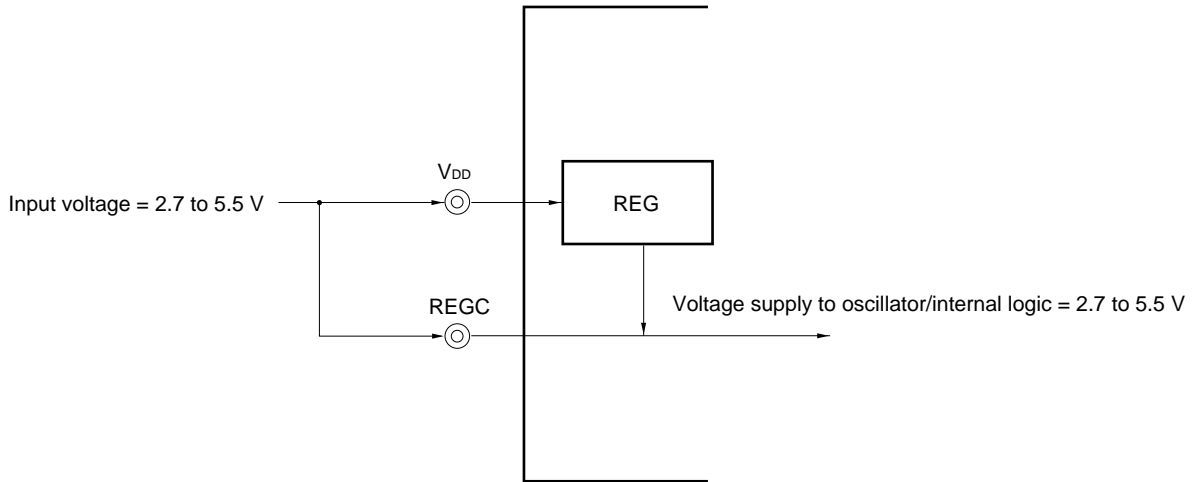 VDD
Input voltage = 2.7 to 5.5 V
REG
REGC
Voltage supply to oscillator/internal logic = 2.7 to 5.5 V